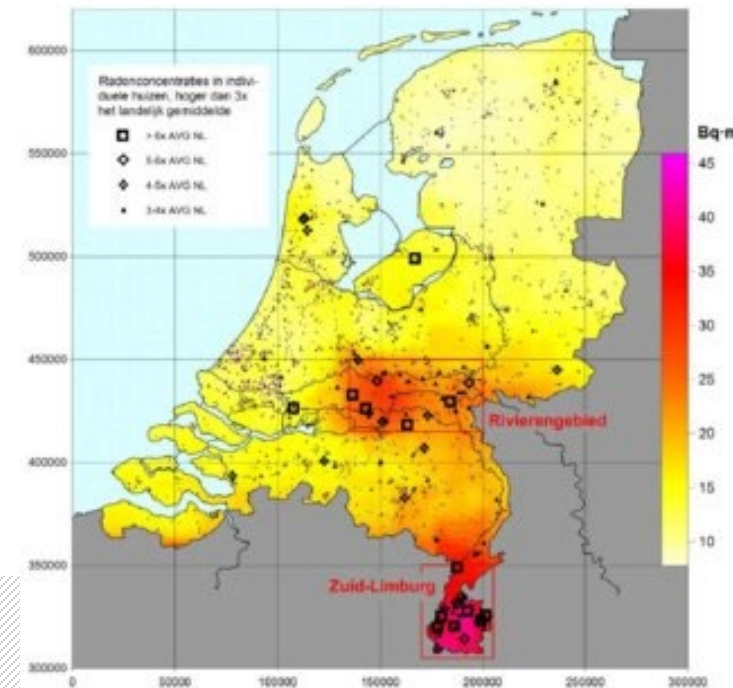 Radonconcentraties in indivi-
duele huizen, hoger dan 3x
het landelijk gemiddelde
>6x AVG NL
5-6x AVG NL
4-5x AVG NL
3-4x AVG NL
600000
550000
500000
450000
400000
350000
300000
0
50000
100000
150000
200000
250000
300000
Rivierengebied
Zuid-Limburg
Bq·m
45
40
35
30
25
20
15
10